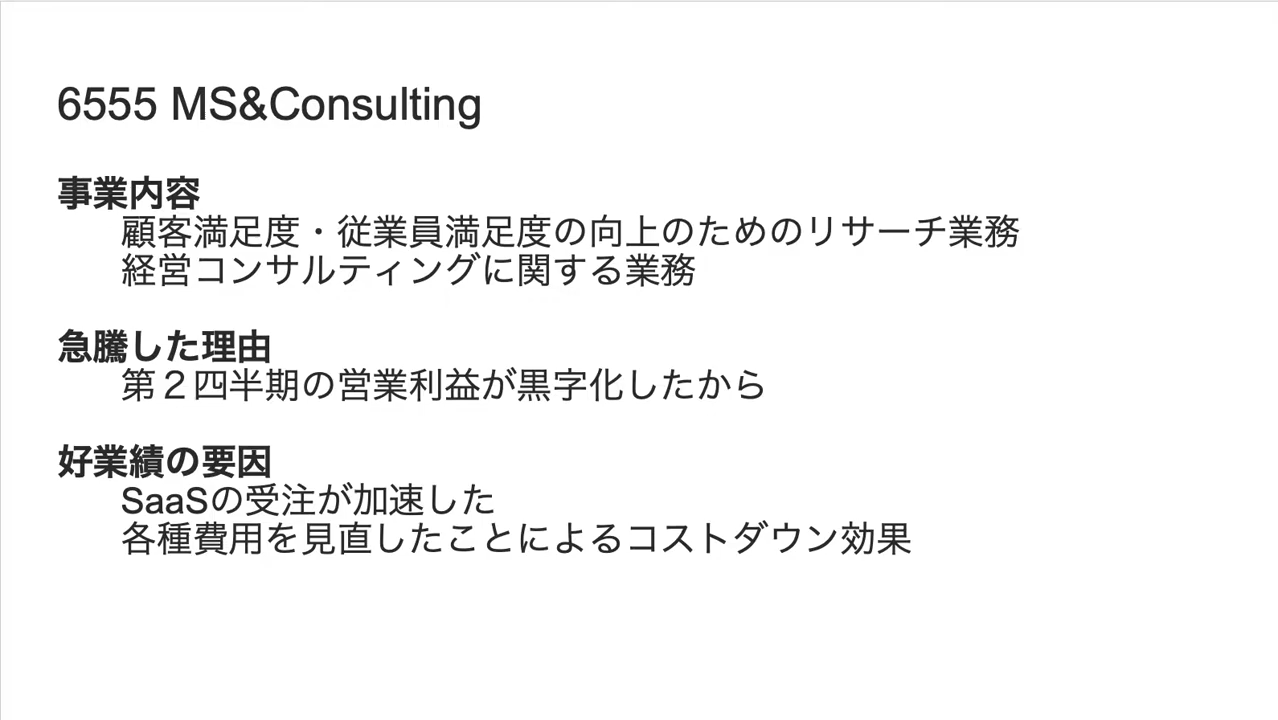 6555 MS&Consulting
事業内容
顧客満足度・従業員満足度の向上のためのリサーチ業務
経営コンサルティングに関する業務
急騰した理由
第２四半期の営業利益が黒字化したから
好業績の要因
SaaSの受注が加速した
各種費用を見直したことによるコストダウン効果